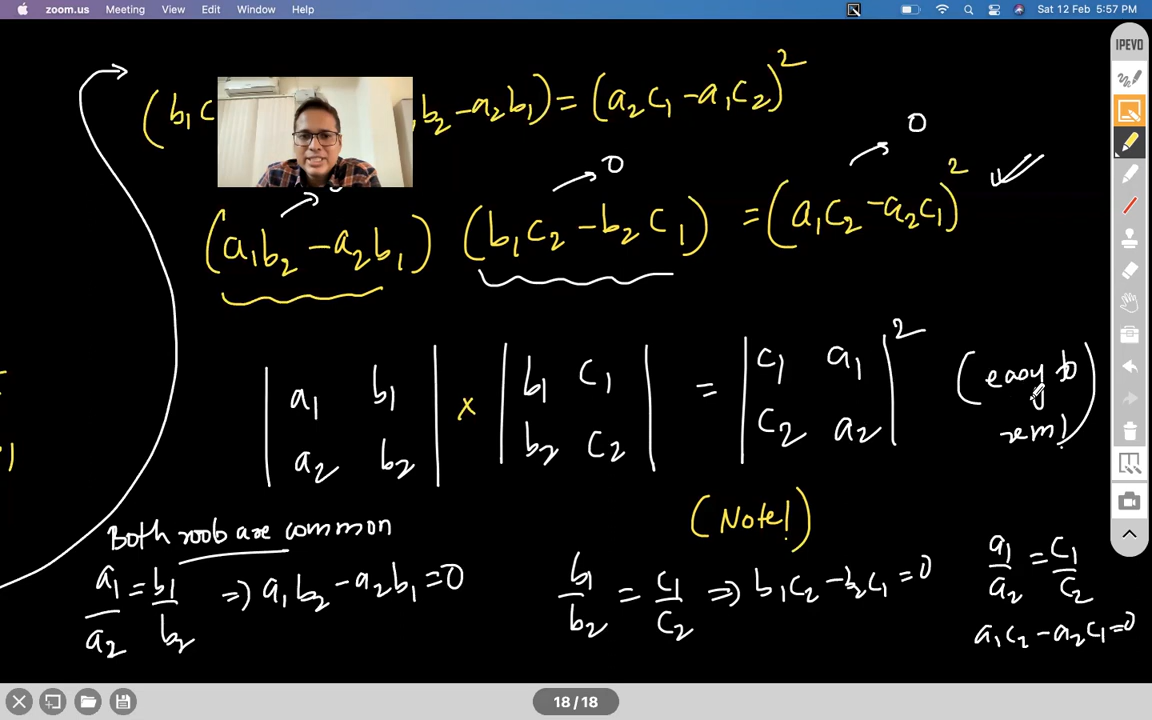 zoom.us Meeting View Edit Window Help Sat 12 Feb 5:57 PM
IPEVO
(b₁c b₂ - a₂b₁) = (a₂c₁ - a₁c₂)²
0 0
(a₁b₂ - a₂b₁) (b₁c₂ - b₂c₁) = (a₁c₂ - a₂c₁)²
|a₁ b₁| × |b₁ c₁| = |c₁ a₁|² (easy to
|a₂ b₂| |b₂ c₂| |c₂ a₂| rem!)
(Note!)
Both roots are common
a₁/a₂ = b₁/b₂ ⇒ a₁b₂ - a₂b₁ = 0
b₁/b₂ = c₁/c₂ ⇒ b₁c₂ - b₂c₁ = 0
a₁/a₂ = c₁/c₂
a₁c₂ - a₂c₁ = 0
18 / 18